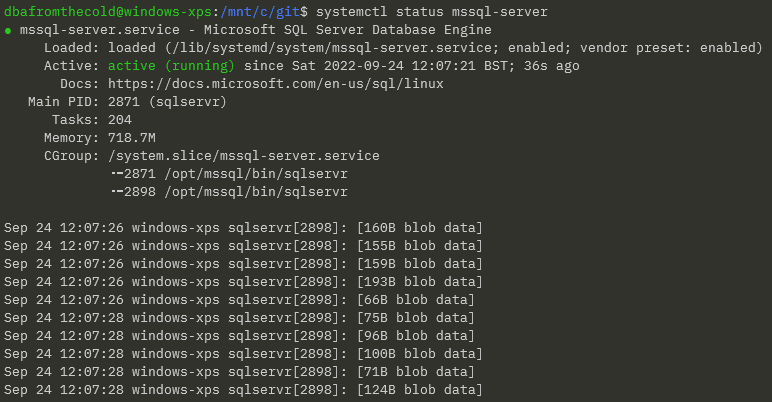 dbafromthecold@windows-xps:/mnt/c/git$ systemctl status mssql-server
● mssql-server.service - Microsoft SQL Server Database Engine
Loaded: loaded (/lib/systemd/system/mssql-server.service; enabled; vendor preset: enabled)
Active: active (running) since Sat 2022-09-24 12:07:21 BST; 36s ago
Docs: https://docs.microsoft.com/en-us/sql/linux
Main PID: 2871 (sqlservr)
Tasks: 204
Memory: 718.7M
CGroup: /system.slice/mssql-server.service
╌─2871 /opt/mssql/bin/sqlservr
╌─2898 /opt/mssql/bin/sqlservr
Sep 24 12:07:26 windows-xps sqlservr[2898]: [160B blob data]
Sep 24 12:07:26 windows-xps sqlservr[2898]: [155B blob data]
Sep 24 12:07:26 windows-xps sqlservr[2898]: [159B blob data]
Sep 24 12:07:26 windows-xps sqlservr[2898]: [193B blob data]
Sep 24 12:07:26 windows-xps sqlservr[2898]: [66B blob data]
Sep 24 12:07:28 windows-xps sqlservr[2898]: [75B blob data]
Sep 24 12:07:28 windows-xps sqlservr[2898]: [96B blob data]
Sep 24 12:07:28 windows-xps sqlservr[2898]: [100B blob data]
Sep 24 12:07:28 windows-xps sqlservr[2898]: [71B blob data]
Sep 24 12:07:28 windows-xps sqlservr[2898]: [124B blob data]